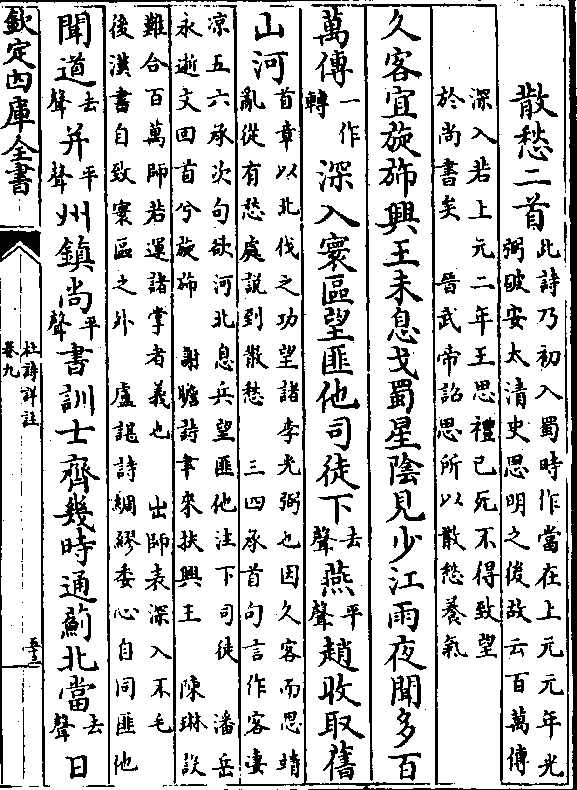 散愁二首此詩乃初入蜀時作當在上元元年光
弼破安太清史思明之後故云百萬傳
深入若上元二年王思禮已死不得致望
於尚書矣　晉武帝詔思所以散愁養氣
久客宜旋旆興王未息戈蜀星陰見少江雨夜聞多百
萬傳一作轉深入寰區望匪他司徒下去聲燕平聲趙收取舊
山河首章以北伐之功望諸李光弼也因久客而思靖
亂從有愁處説到散愁　三四承首句言作客凄
涼五六承次句欲河北息兵望匪他注下司徒　潘岳
永逝文回首兮旋旆　謝瞻詩聿來扶興王　陳琳設
難合百萬師若運諸掌者義也　出師表深入不毛
後漢書自致寰區之外　盧諶詩綢繆委心自同匪他
聞道去聲并平聲州鎮尚平聲書訓士齊幾時通薊北當去聲日
欽定四庫全書
杜詩詳註
卷九